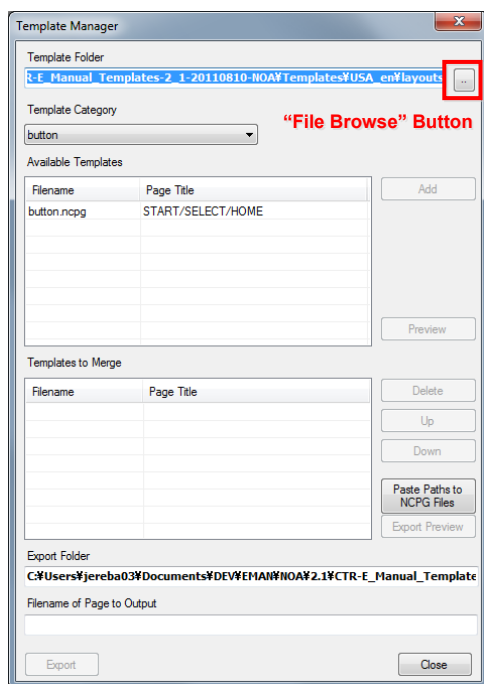 Template Manager
x
Template Folder
R-E_Manual_Templates-2_1-20110810-NOA¥Templates¥USA_en¥layouts
..
Template Category
“File Browse” Button
button
Available Templates
Filename Page Title
Add
button.ncpg START/SELECT/HOME
Preview
Templates to Merge
Filename Page Title
Delete
Up
Down
Paste Paths to
NCPG Files
Export Preview
Export Folder
C:¥Users¥jereba03¥Documents¥DEV¥EMAN¥NOA¥2.1¥CTR-E_Manual_Template
Filename of Page to Output
Export Close